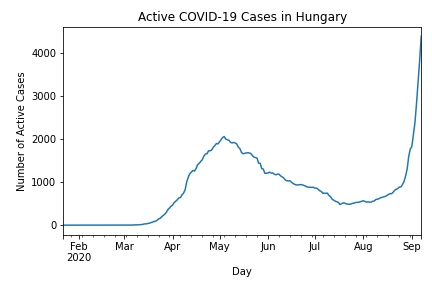 Active COVID-19 Cases in Hungary
Number of Active Cases
4000
3000
2000
1000
0
Feb Mar Apr May Jun Jul Aug Sep
2020
Day